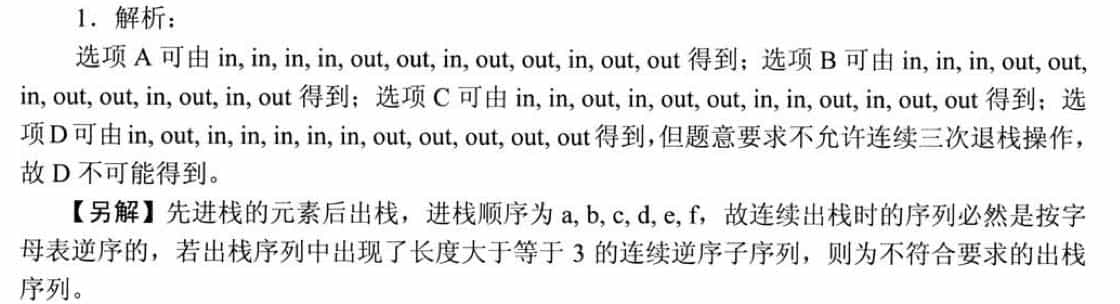 1．解析：
选项 A 可由 in, in, in, in, out, out, in, out, out, in, out, out 得到；选项 B 可由 in, in, in, out, out,
in, out, out, in, out, in, out 得到；选项 C 可由 in, in, out, in, out, out, in, in, out, in, out, out 得到；选
项 D 可由 in, out, in, in, in, in, in, out, out, out, out, out 得到，但题意要求不允许连续三次退栈操作，
故 D 不可能得到。
【另解】先进栈的元素后出栈，进栈顺序为 a, b, c, d, e, f，故连续出栈时的序列必然是按字
母表逆序的，若出栈序列中出现了长度大于等于 3 的连续逆序子序列，则为不符合要求的出栈
序列。